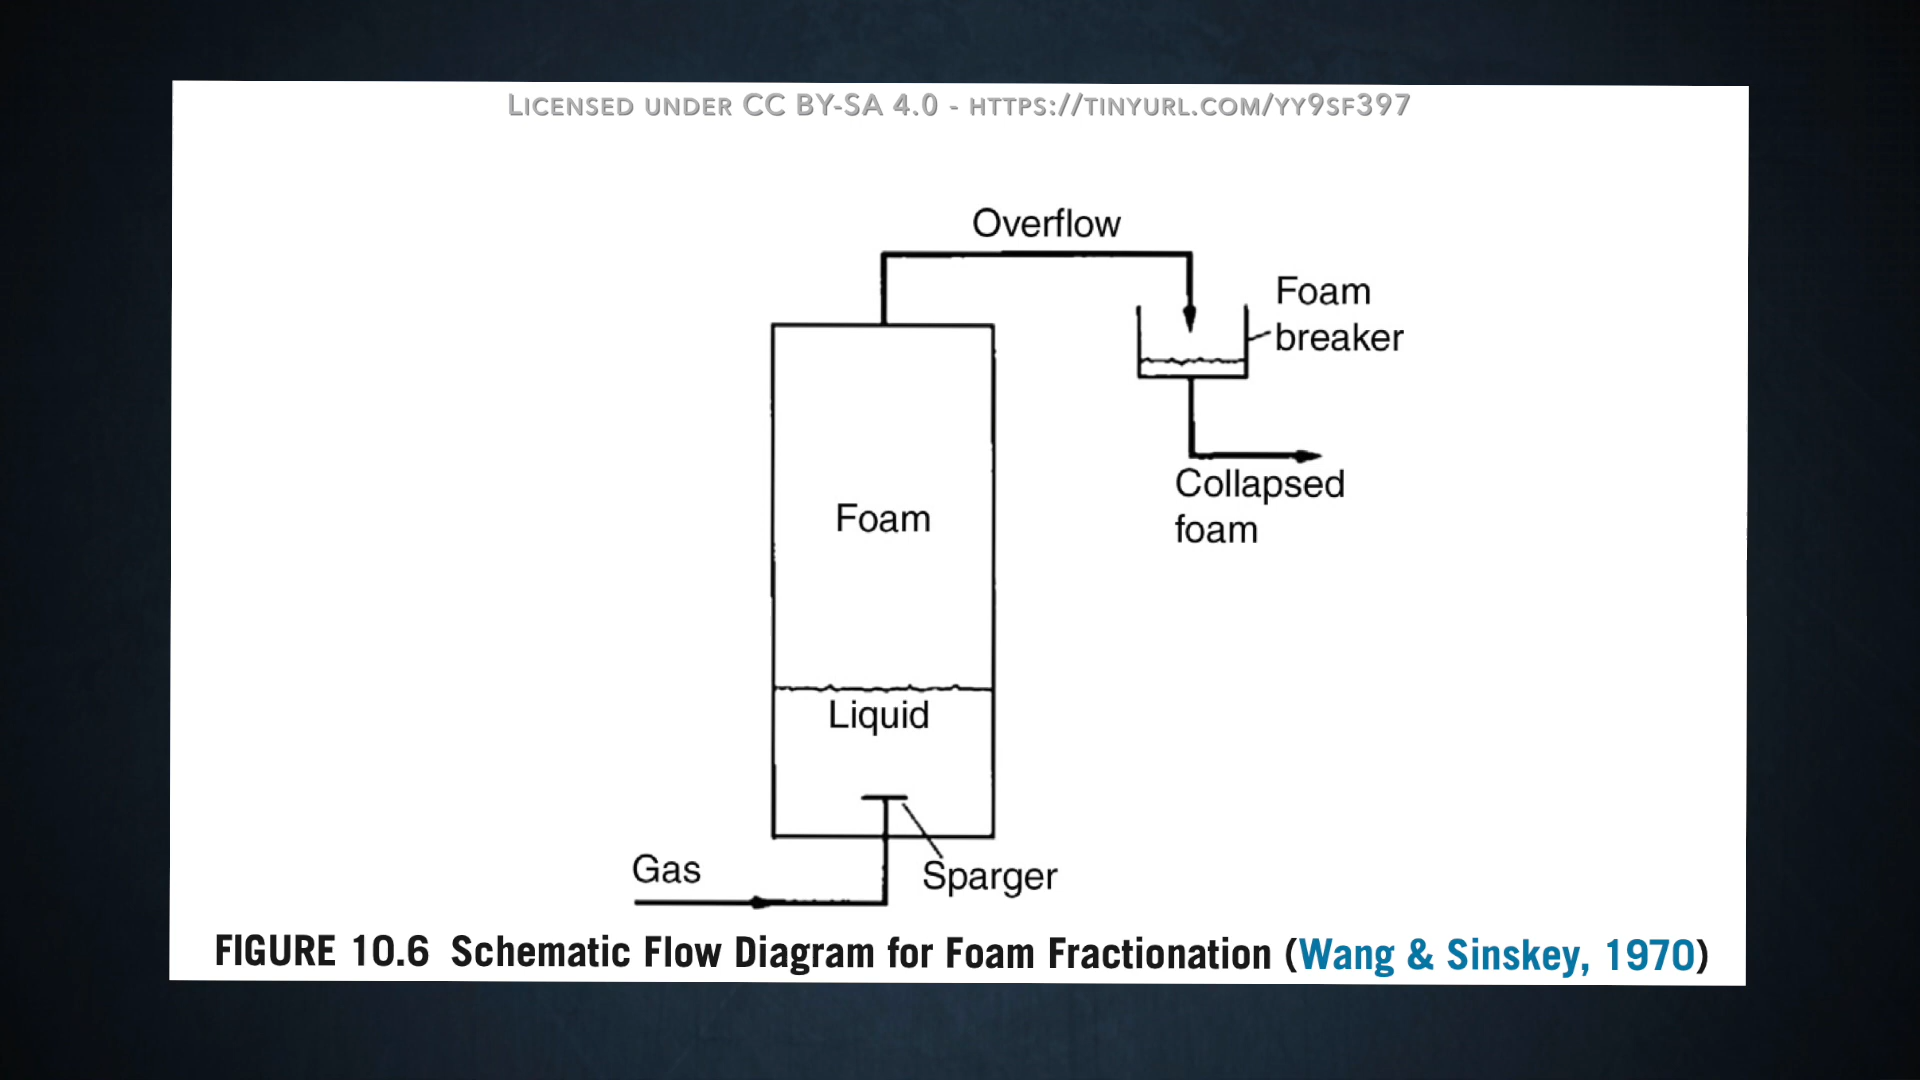 LICENSED UNDER CC BY-SA 4.0 - HTTPS://TINYURL.COM/YY9SF397
Overflow
Foam
breaker
Collapsed
foam
Foam
Liquid
Gas
Sparger
FIGURE 10.6 Schematic Flow Diagram for Foam Fractionation (Wang & Sinskey, 1970)